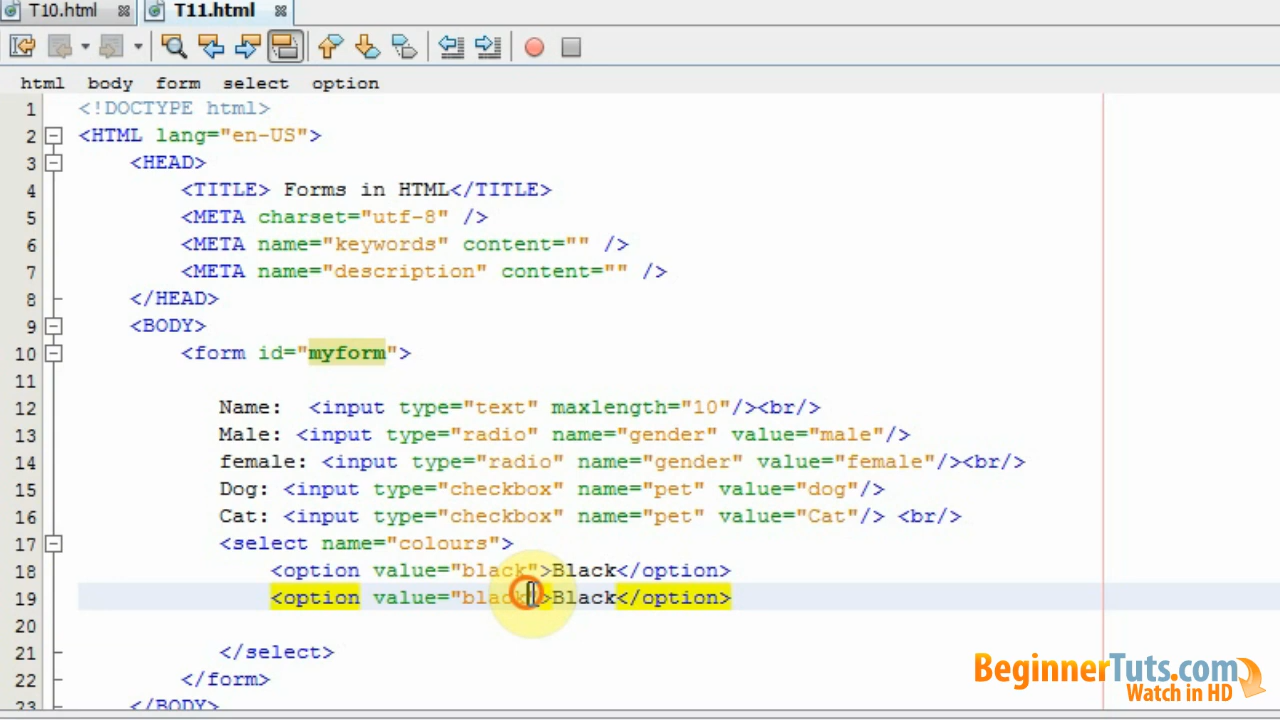 T10.html T11.html
html body form select option
1 <!DOCTYPE html>
2 <HTML lang="en-US">
3 <HEAD>
4 <TITLE> Forms in HTML</TITLE>
5 <META charset="utf-8" />
6 <META name="keywords" content="" />
7 <META name="description" content="" />
8 </HEAD>
9 <BODY>
10 <form id="myform">
11
12 Name:  <input type="text" maxlength="10"/><br/>
13 Male: <input type="radio" name="gender" value="male"/>
14 female: <input type="radio" name="gender" value="female"/><br/>
15 Dog: <input type="checkbox" name="pet" value="dog"/>
16 Cat: <input type="checkbox" name="pet" value="Cat"/> <br/>
17 <select name="colours">
18 <option value="black">Black</option>
19 <option value="black">Black</option>
20
21 </select>
22 </form>
23 </BODY>
BeginnerTuts.com
Watch in HD